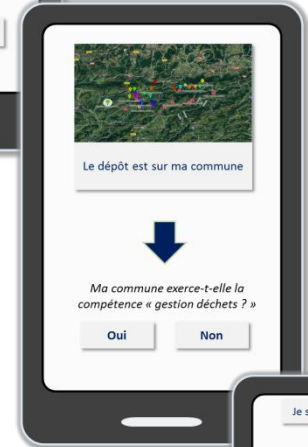 Le dépôt est sur ma commune
Ma commune exerce-t-elle la
compétence « gestion déchets ? »
Oui
Non
Je s